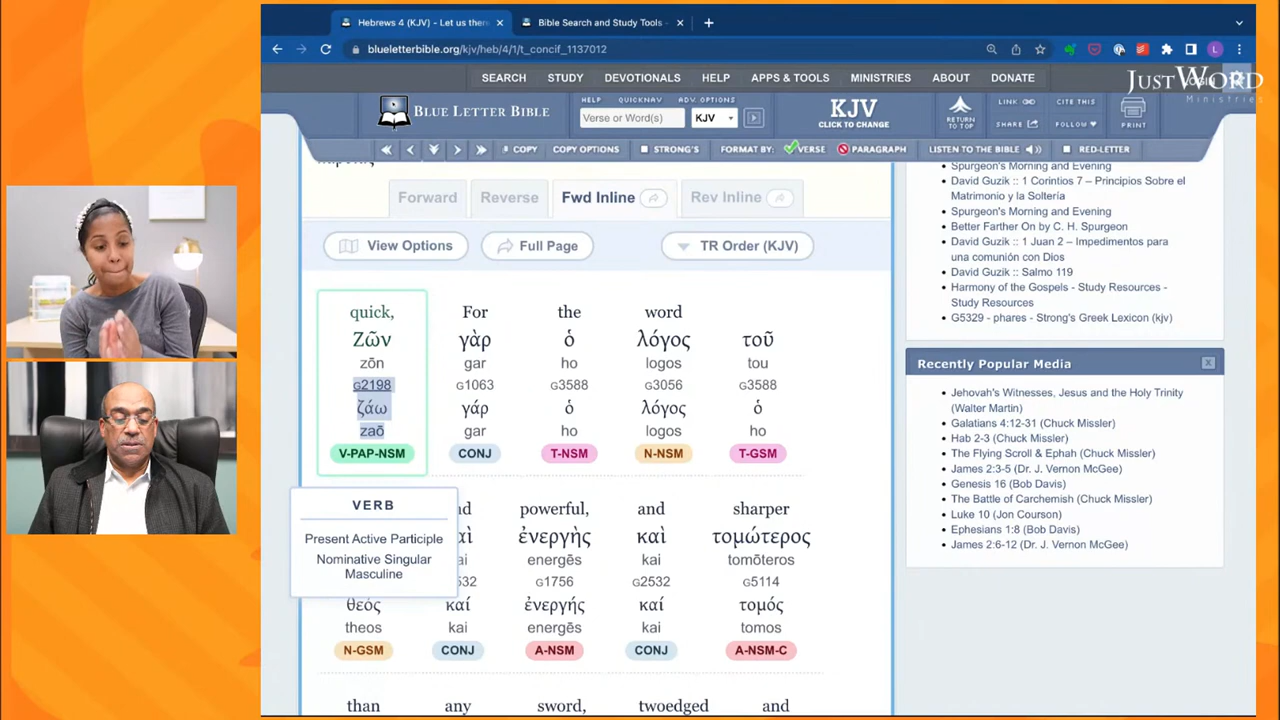 Hebrews 4 (KJV) - Let us ther
Bible Search and Study Tools -
blueletterbible.org/kjv/heb/4/1/t_concif_1137012
L
SEARCH STUDY DEVOTIONALS HELP APPS & TOOLS MINISTRIES ABOUT DONATE
JUSTWORD
Ministries
BLUE LETTER BIBLE
HELP QUICKNAV ADV. OPTIONS
Verse or Word(s) KJV
KJV
CLICK TO CHANGE
RETURN TO TOP
LINK
SHARE
CITE THIS
FOLLOW
PRINT
COPY COPY OPTIONS STRONG'S FORMAT BY: VERSE PARAGRAPH LISTEN TO THE BIBLE RED-LETTER
Forward Reverse Fwd Inline Rev Inline
View Options Full Page TR Order (KJV)
quick, For the word
Ζῶν γὰρ ὁ λόγος τοῦ
zōn gar ho logos tou
G2198 G1063 G3588 G3056 G3588
ζάω γάρ ὁ λόγος ὁ
zaō gar ho logos ho
V-PAP-NSM CONJ T-NSM N-NSM T-GSM
VERB
Present Active Participle
Nominative Singular
Masculine
nd powerful, and sharper
αὶ ἐνεργὴς καὶ τομώτερος
ai energēs kai tomōteros
532 G1756 G2532 G5114
θεός καί ἐνεργής καί τομός
theos kai energēs kai tomos
N-GSM CONJ A-NSM CONJ A-NSM-C
than any sword, twoedged and
Spurgeon's Morning and Evening
David Guzik :: 1 Corintios 7 – Principios Sobre el
Matrimonio y la Soltería
Spurgeon's Morning and Evening
Better Farther On by C. H. Spurgeon
David Guzik :: 1 Juan 2 – Impedimentos para
una comunión con Dios
David Guzik :: Salmo 119
Harmony of the Gospels - Study Resources -
Study Resources
G5329 - phares - Strong's Greek Lexicon (kjv)
Recently Popular Media
Jehovah's Witnesses, Jesus and the Holy Trinity
(Walter Martin)
Galatians 4:12-31 (Chuck Missler)
Hab 2-3 (Chuck Missler)
The Flying Scroll & Ephah (Chuck Missler)
James 2:3-5 (Dr. J. Vernon McGee)
Genesis 16 (Bob Davis)
The Battle of Carchemish (Chuck Missler)
Luke 10 (Jon Courson)
Ephesians 1:8 (Bob Davis)
James 2:6-12 (Dr. J. Vernon McGee)